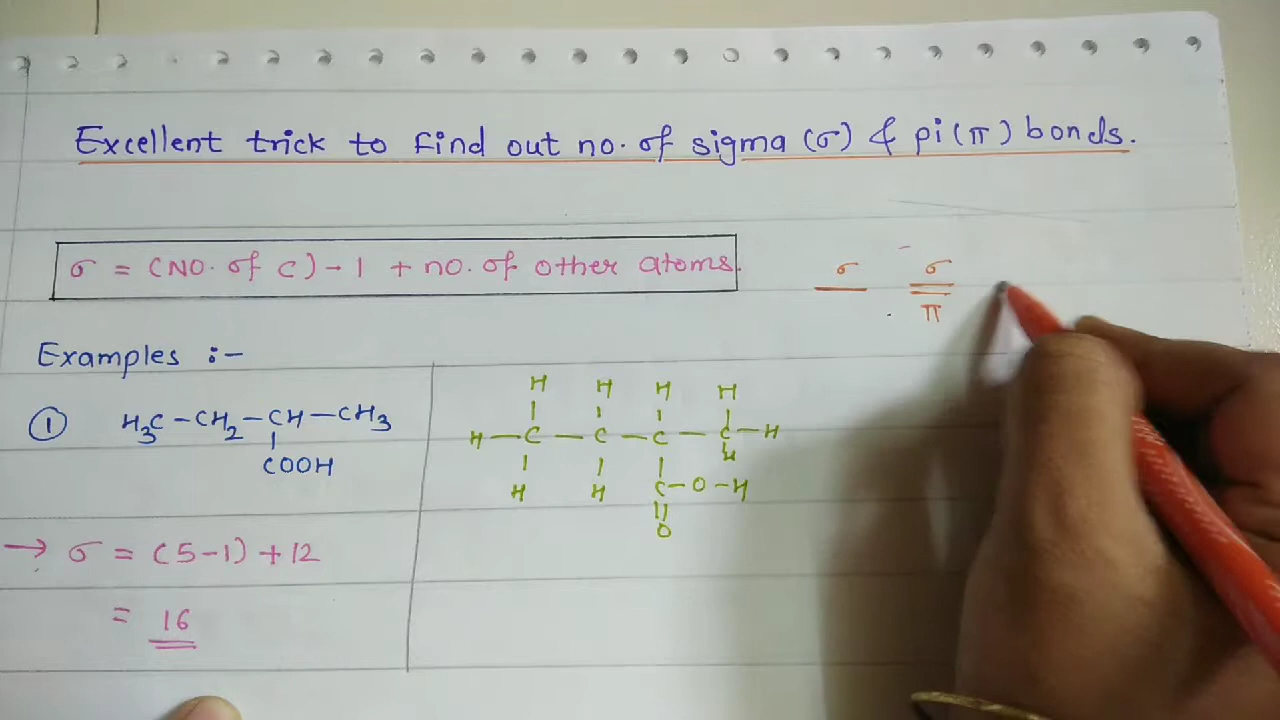 Excellent trick to find out no. of sigma (σ) & pi (π) bonds.
σ = (No. of C) - 1 + no. of other atoms.
σ σ
π
Examples :-
① H₃C - CH₂ - CH - CH₃
COOH
→ σ = (5-1) + 12
= 16
H H H H
H - C - C - C - C - H
H H C - O - H H
O